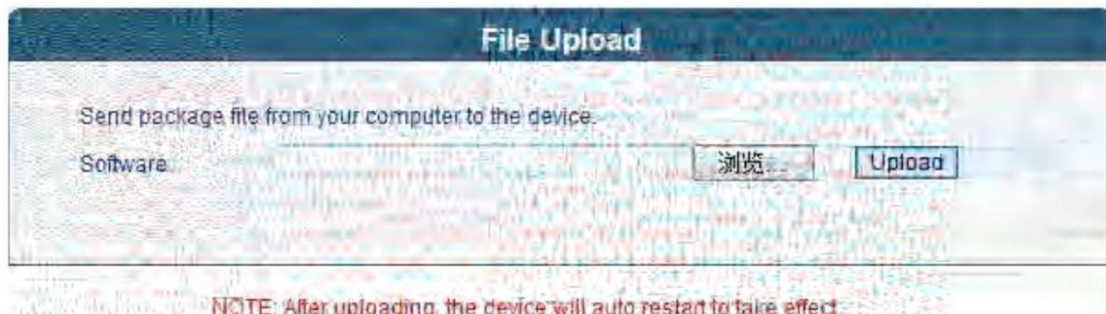 File Upload
Send package file from your computer to the device.
Software
浏览...
Upload
NOTE: After uploading, the device will auto restart to take effect.